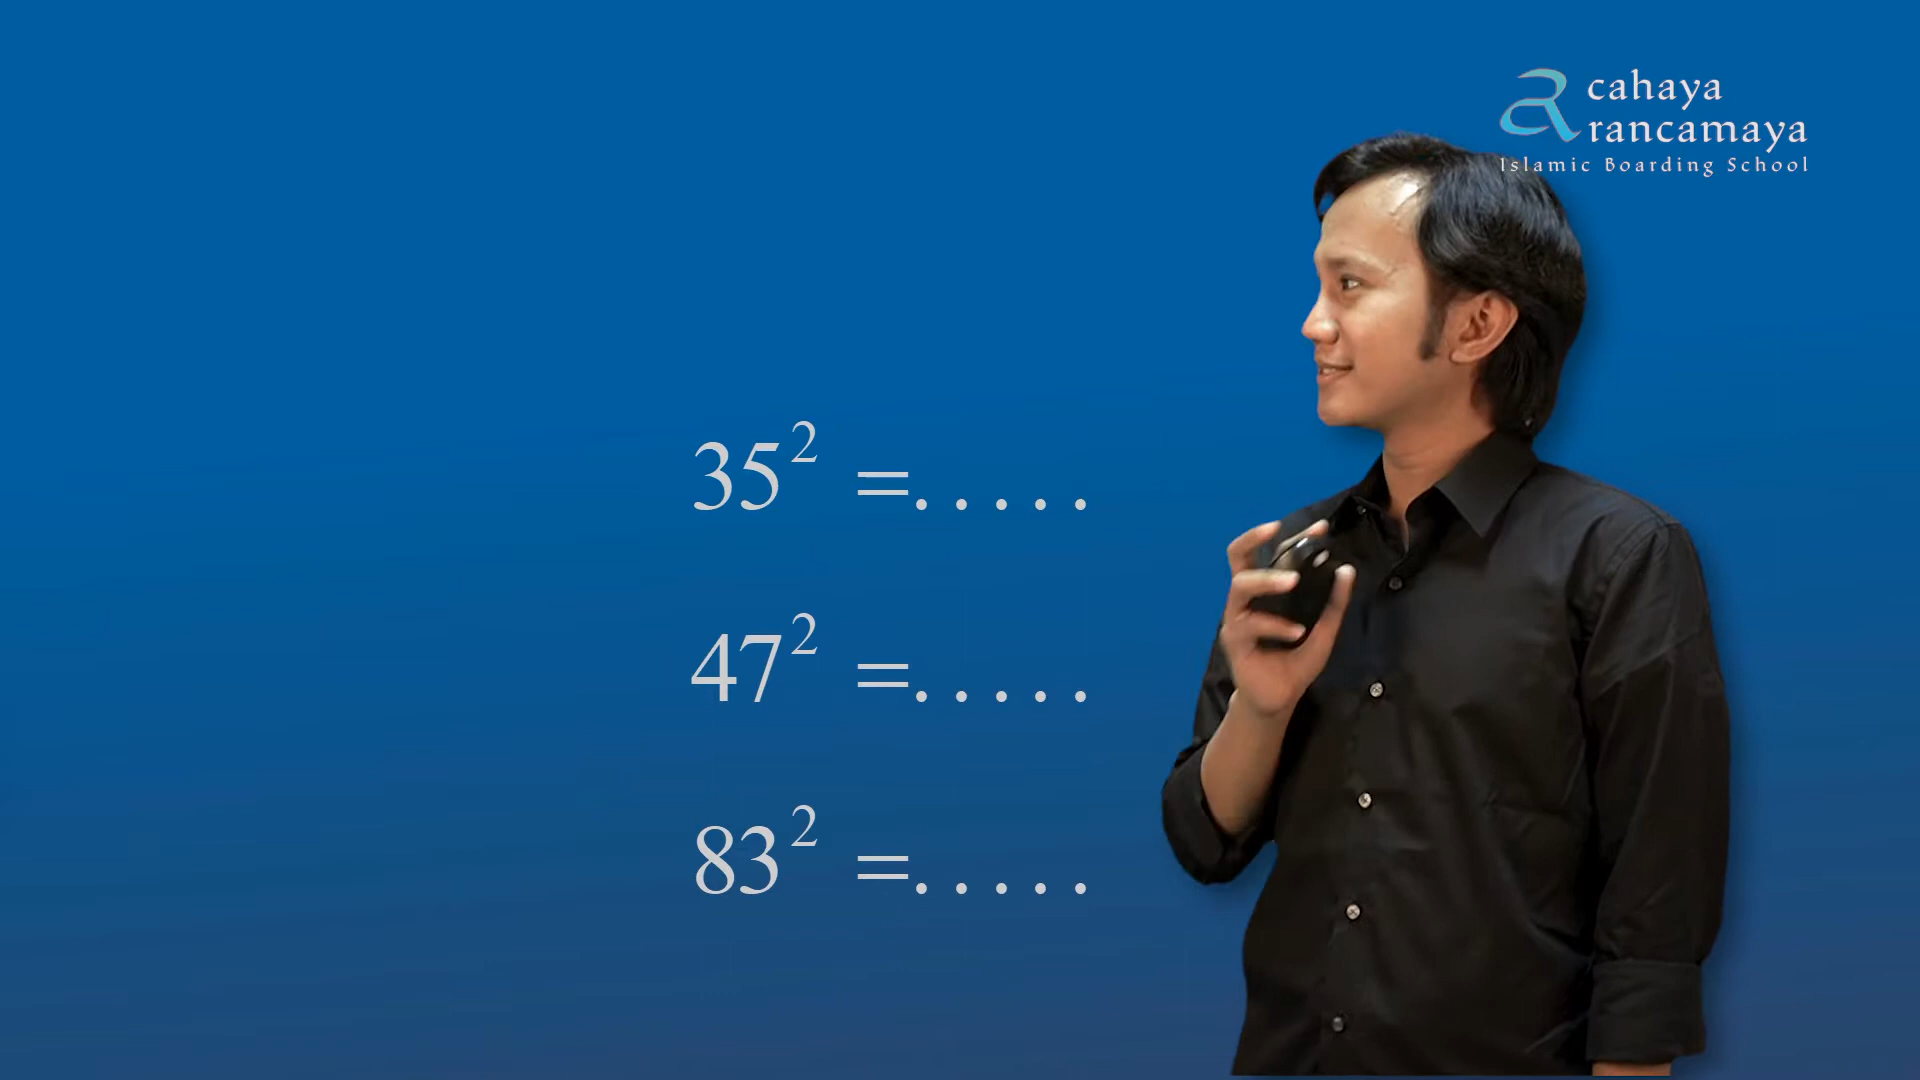 cahaya
rancamaya
Islamic Boarding School
35² =.....
47² =.....
83² =.....